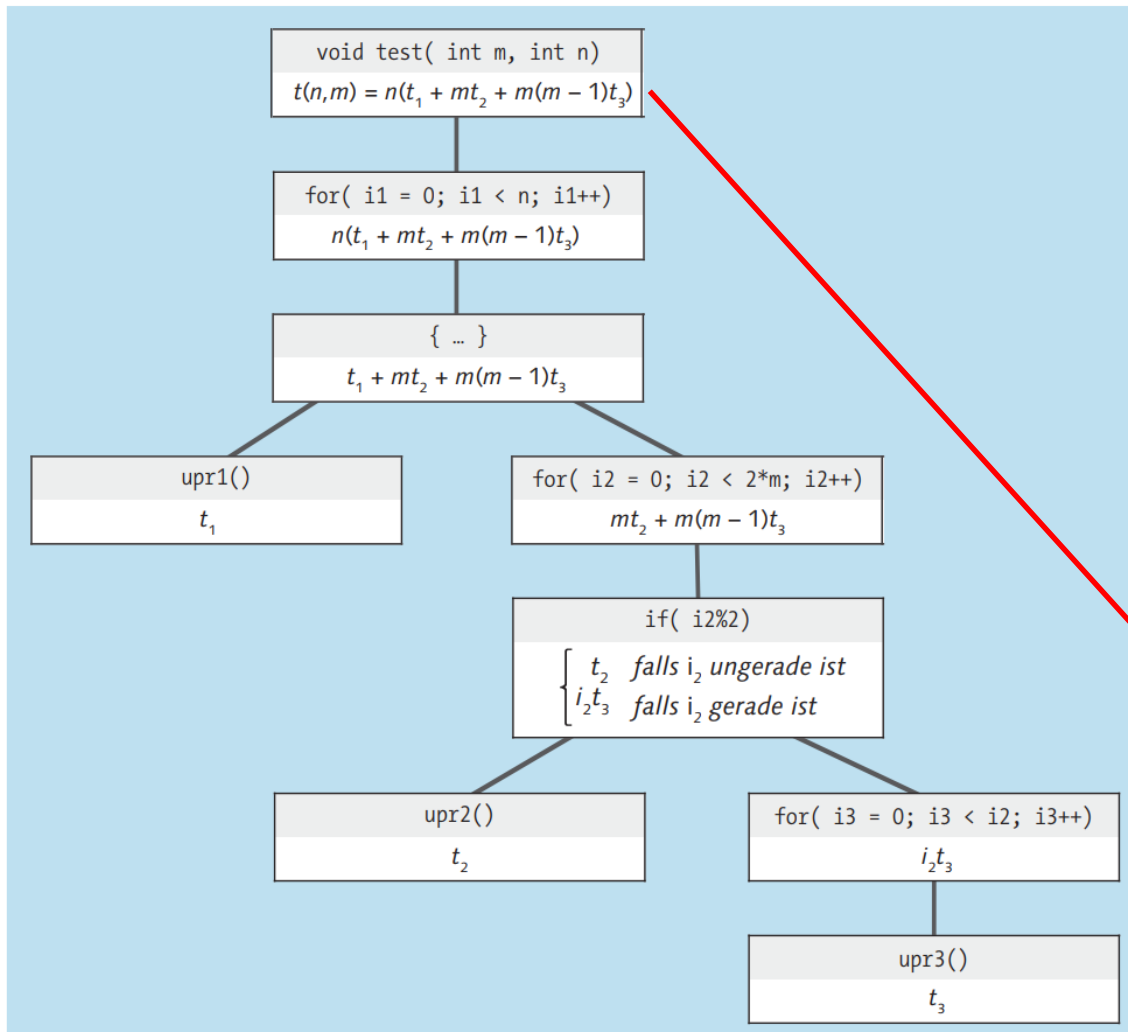 void test( int m, int n)
t(n,m) = n(t₁ + mt₂ + m(m – 1)t₃)
for( i1 = 0; i1 < n; i1++)
n(t₁ + mt₂ + m(m – 1)t₃)
{ … }
t₁ + mt₂ + m(m – 1)t₃
upr1()
t₁
for( i2 = 0; i2 < 2*m; i2++)
mt₂ + m(m – 1)t₃
if( i2%2)
t₂ falls i₂ ungerade ist
i₂t₃ falls i₂ gerade ist
upr2()
t₂
for( i3 = 0; i3 < i2; i3++)
i₂t₃
upr3()
t₃